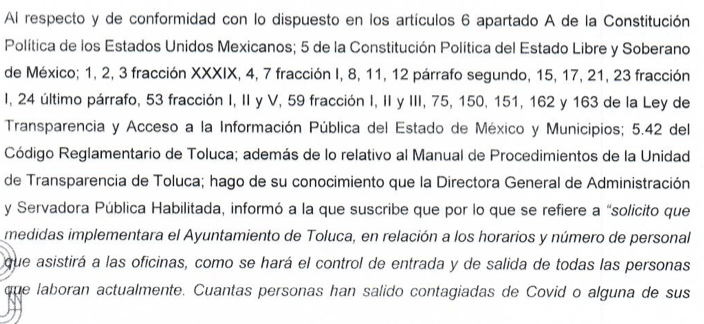 Al respecto y de conformidad con lo dispuesto en los artículos 6 apartado A de la Constitución
Política de los Estados Unidos Mexicanos; 5 de la Constitución Política del Estado Libre y Soberano
de México; 1, 2, 3 fracción XXXIX, 4, 7 fracción I, 8, 11, 12 párrafo segundo, 15, 17, 21, 23 fracción
I, 24 último párrafo, 53 fracción I, II y V, 59 fracción I, II y III, 75, 150, 151, 162 y 163 de la Ley de
Transparencia y Acceso a la Información Pública del Estado de México y Municipios; 5.42 del
Código Reglamentario de Toluca; además de lo relativo al Manual de Procedimientos de la Unidad
de Transparencia de Toluca; hago de su conocimiento que la Directora General de Administración
y Servadora Pública Habilitada, informó a la que suscribe que por lo que se refiere a “solicito que
medidas implementara el Ayuntamiento de Toluca, en relación a los horarios y número de personal
que asistirá a las oficinas, como se hará el control de entrada y de salida de todas las personas
que laboran actualmente. Cuantas personas han salido contagiadas de Covid o alguna de sus